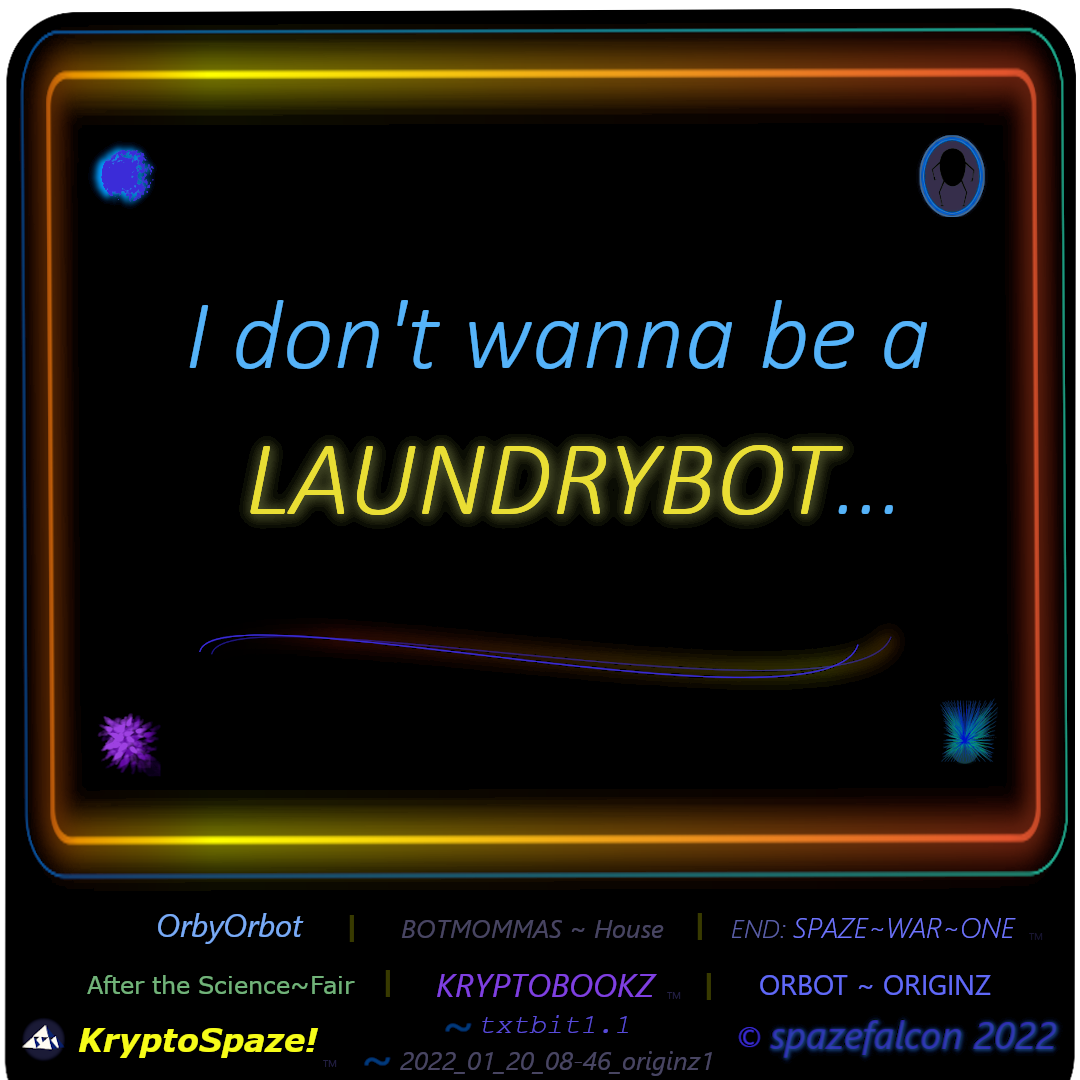 I don't wanna be a
LAUNDRYBOT...
OrbyOrbot | BOTMOMMAS ~ House | END: SPAZE~WAR~ONE ™
After the Science~Fair | KRYPTOBOOKZ ™ | ORBOT ~ ORIGINZ
KryptoSpaze! ™ ~ txtbit1.1 © spazefalcon 2022
~ 2022_01_20_08-46_originz1